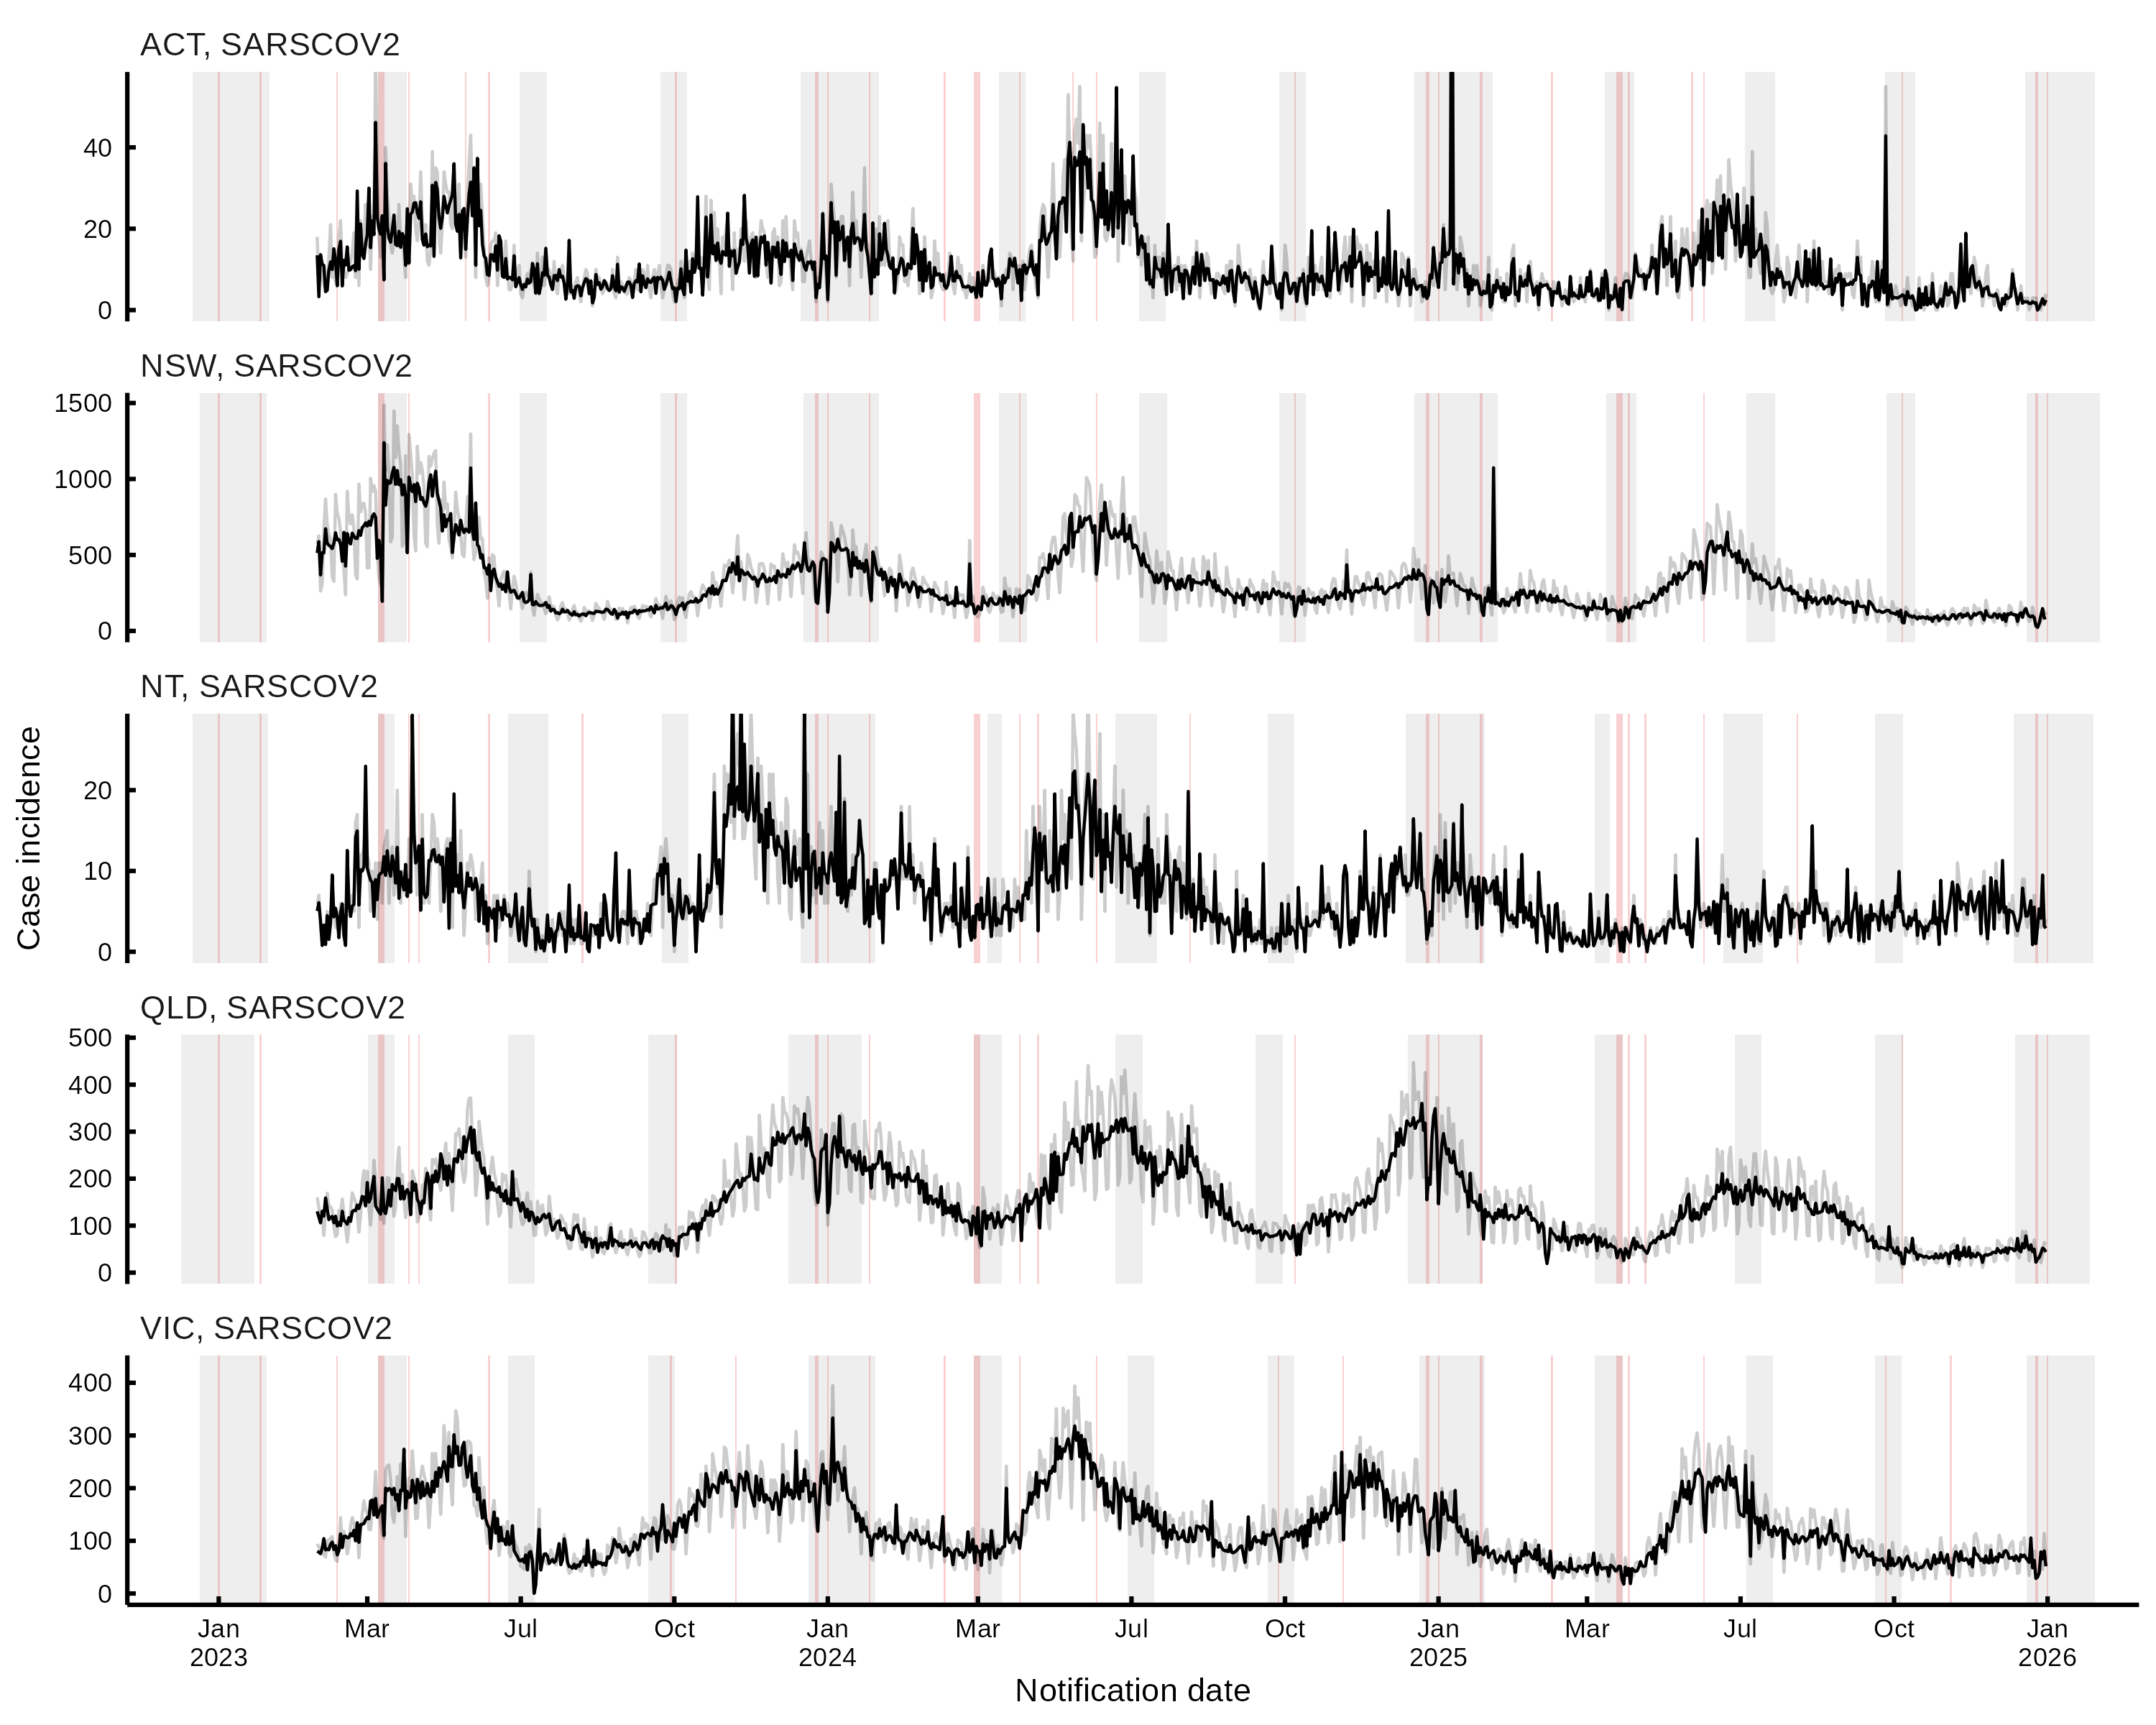 ACT, SARSCOV2
40
20
0
NSW, SARSCOV2
1500
1000
500
0
NT, SARSCOV2
20
10
0
QLD, SARSCOV2
500
400
300
200
100
0
VIC, SARSCOV2
400
300
200
100
0
Case incidence
Jan Mar Jul Oct Jan Mar Jul Oct Jan Mar Jul Oct Jan
2023 2024 2025 2026
Notification date